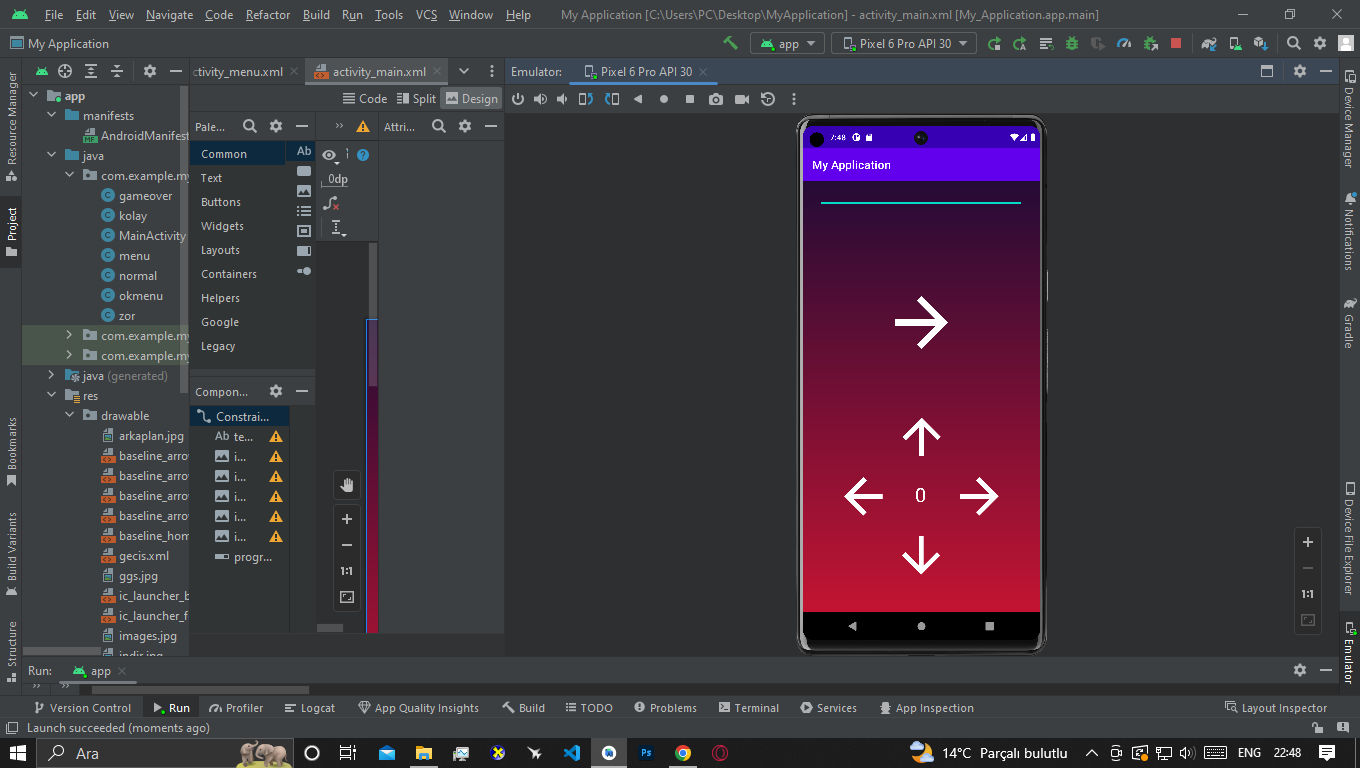 File Edit View Navigate Code Refactor Build Run Tools VCS Window Help My Application [C:\Users\PC\Desktop\MyApplication] - activity_main.xml [My_Application.app.main]
My Application
app
Pixel 6 Pro API 30
ctivity_menu.xml
activity_main.xml
Emulator:
Pixel 6 Pro API 30
Code Split Design
Resource Manager
Project
Bookmarks
Build Variants
Structure
app
manifests
AndroidManifest
java
com.example.my
gameover
kolay
MainActivity
menu
normal
okmenu
zor
com.example.my
com.example.my
java (generated)
res
drawable
arkaplan.jpg
baseline_arrow
baseline_arrow
baseline_arrow
baseline_arrow
baseline_hom
gecis.xml
ggs.jpg
ic_launcher_b
ic_launcher_f
images.jpg
indir.jpg
Pale...
Common
Text
Buttons
Widgets
Layouts
Containers
Helpers
Google
Legacy
Ab
Compon...
Constrai...
Ab te...
i...
i...
i...
i...
i...
progr...
»
?
0dp
1:1
Attri...
7:48
My Application
0
1:1
Device Manager
Notifications
Gradle
Device File Explorer
Emulator
Run: app
» »
Version Control Run Profiler Logcat App Quality Insights Build TODO Problems Terminal Services App Inspection Layout Inspector
Launch succeeded (moments ago)
Ara
Ps
14°C Parçalı bulutlu
ENG 22:48